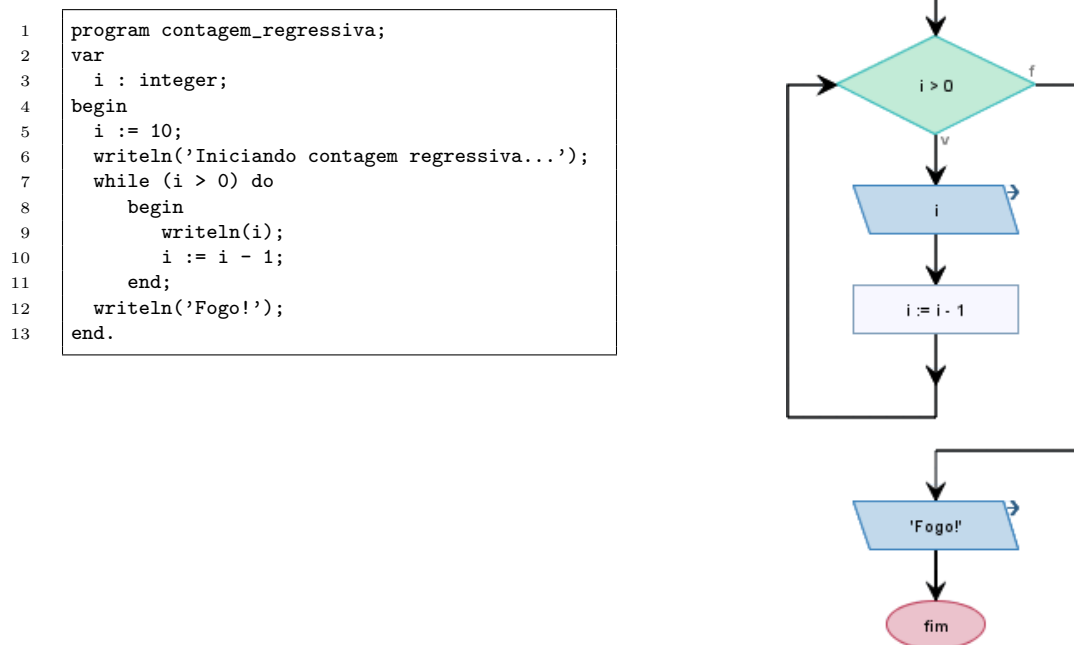 1 program contagem_regressiva;
2 var
3 i : integer;
4 begin
5 i := 10;
6 writeln('Iniciando contagem regressiva...');
7 while (i > 0) do
8 begin
9 writeln(i);
10 i := i - 1;
11 end;
12 writeln('Fogo!');
13 end.
i > 0
f
v
i
i := i - 1
'Fogo!'
fim